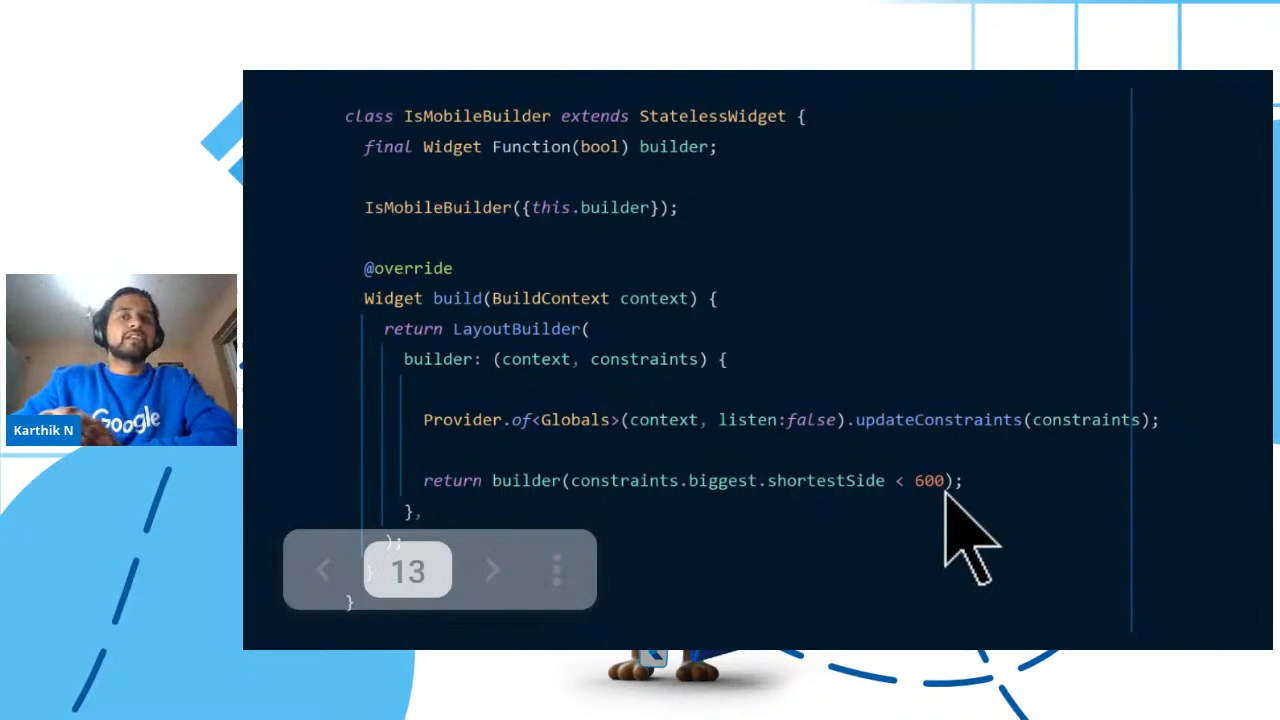 class IsMobileBuilder extends StatelessWidget {
final Widget Function(bool) builder;
IsMobileBuilder({this.builder});
@override
Widget build(BuildContext context) {
return LayoutBuilder(
builder: (context, constraints) {
Provider.of<Globals>(context, listen:false).updateConstraints(constraints);
return builder(constraints.biggest.shortestSide < 600);
},
);
}
}
13
Google
Karthik N